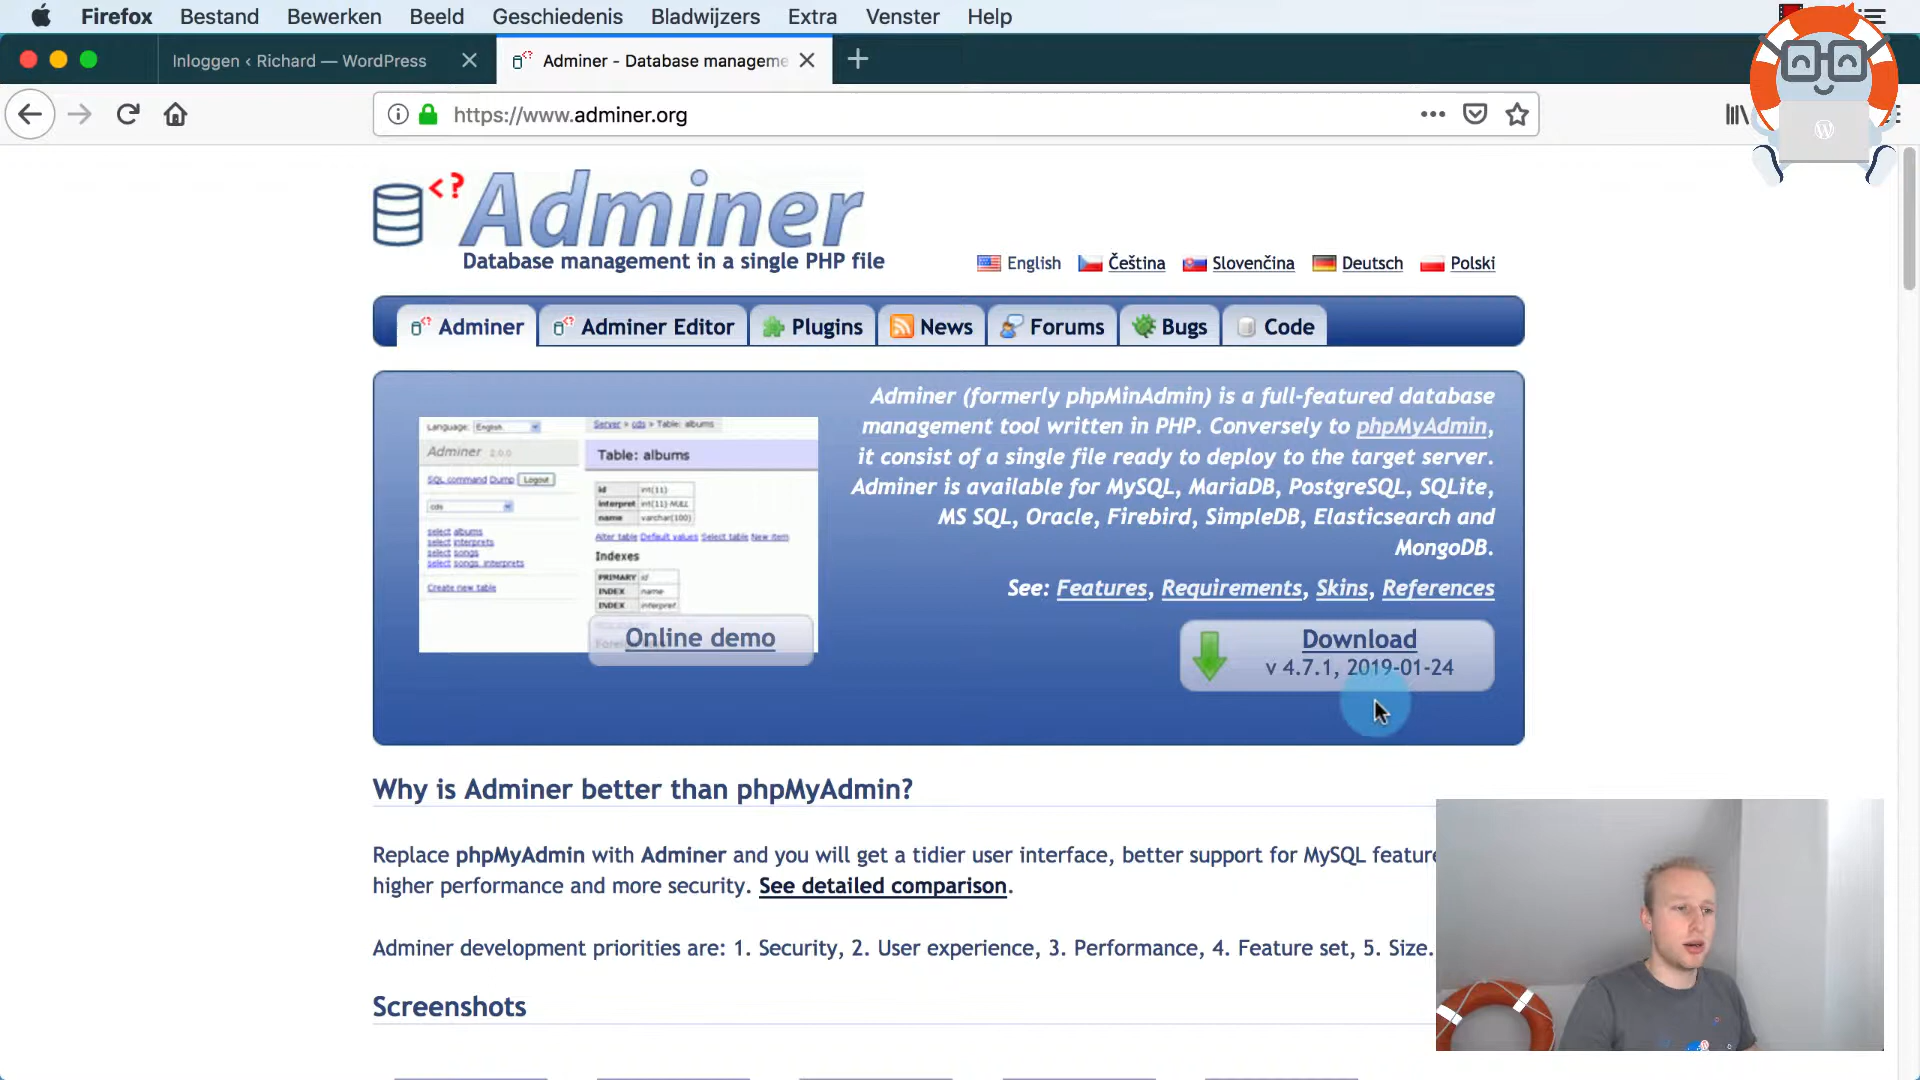 Firefox Bestand Bewerken Beeld Geschiedenis Bladwijzers Extra Venster Help
Inloggen ‹ Richard — WordPress
Adminer - Database manageme
https://www.adminer.org
<?
Adminer
Database management in a single PHP file
English Čeština Slovenčina Deutsch Polski
Adminer Adminer Editor Plugins News Forums Bugs Code
Language: English
Adminer 2.0.0
SQL command Dump Logout
cds
select albums
select interprets
select songs
select songs_interprets
Create new table
Server > cds > Table: albums
Table: albums
id int(11)
interpret int(11) NULL
name varchar(100)
Alter table Default values Select table New item
Indexes
PRIMARY id
INDEX name
INDEX interpret
Online demo
Adminer (formerly phpMinAdmin) is a full-featured database
management tool written in PHP. Conversely to phpMyAdmin,
it consist of a single file ready to deploy to the target server.
Adminer is available for MySQL, MariaDB, PostgreSQL, SQLite,
MS SQL, Oracle, Firebird, SimpleDB, Elasticsearch and
MongoDB.
See: Features, Requirements, Skins, References
Download
v 4.7.1, 2019-01-24
Why is Adminer better than phpMyAdmin?
Replace phpMyAdmin with Adminer and you will get a tidier user interface, better support for MySQL feature
higher performance and more security. See detailed comparison.
Adminer development priorities are: 1. Security, 2. User experience, 3. Performance, 4. Feature set, 5. Size.
Screenshots